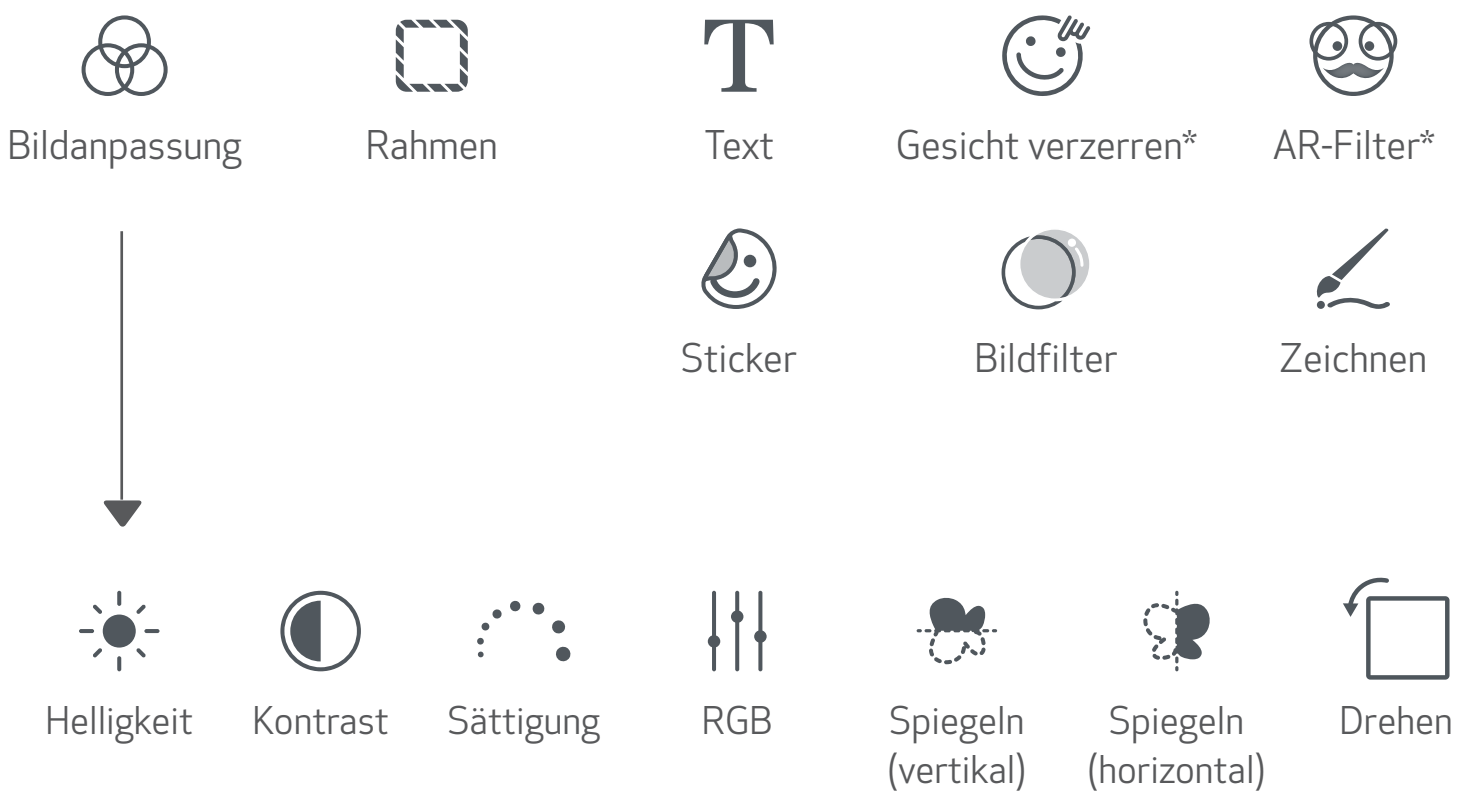 Bildanpassung
Rahmen
Text
Gesicht verzerren*
AR-Filter*
Sticker
Bildfilter
Zeichnen
Helligkeit
Kontrast
Sättigung
RGB
Spiegeln
(vertikal)
Spiegeln
(horizontal)
Drehen